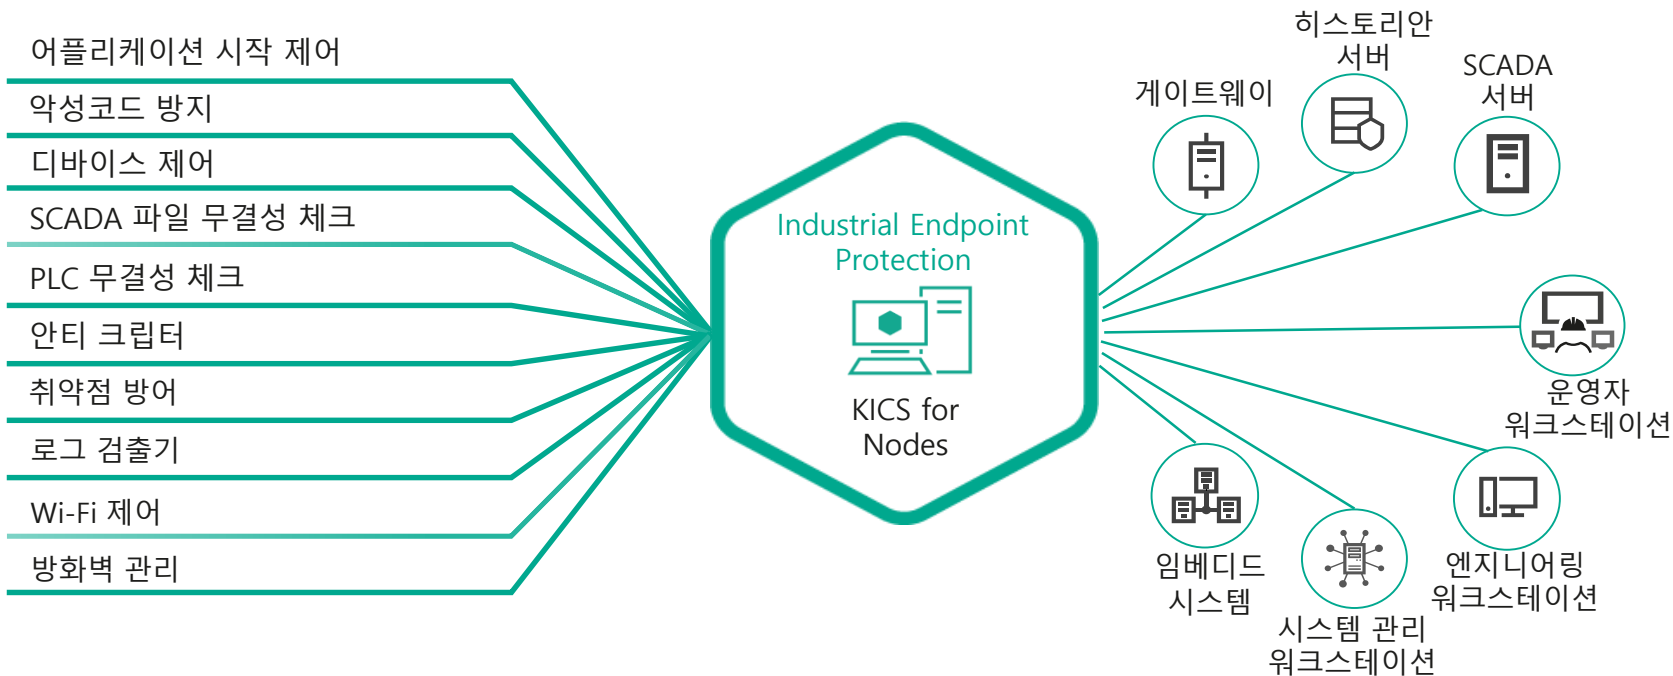 어플리케이션 시작 제어
악성코드 방지
디바이스 제어
SCADA 파일 무결성 체크
PLC 무결성 체크
안티 크립터
취약점 방어
로그 검출기
Wi-Fi 제어
방화벽 관리
Industrial Endpoint
Protection
KICS for
Nodes
게이트웨이
히스토리안
서버
SCADA
서버
운영자
워크스테이션
엔지니어링
워크스테이션
시스템 관리
워크스테이션
임베디드
시스템